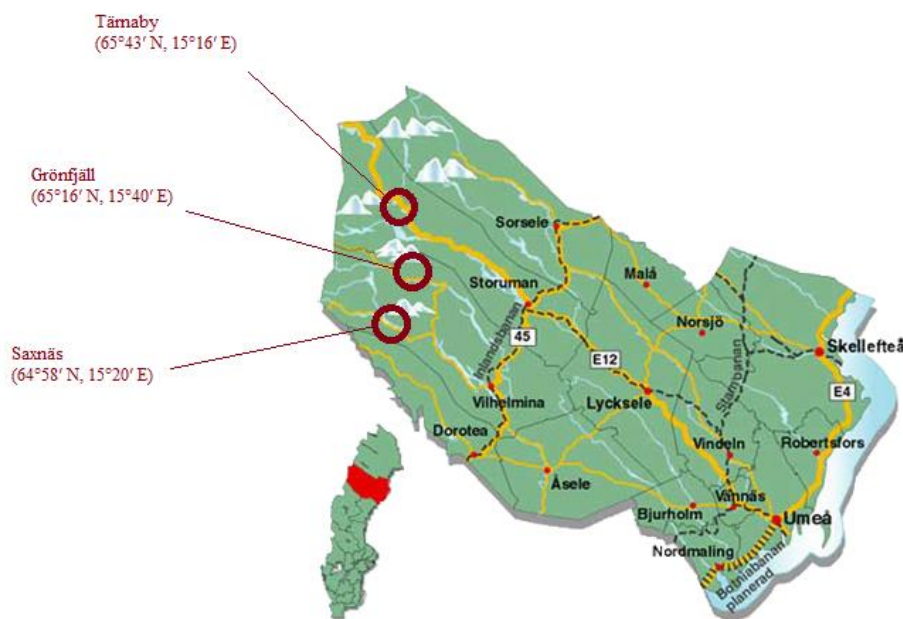 Tärnaby
(65°43′ N, 15°16′ E)
Grönfjäll
(65°16′ N, 15°40′ E)
Saxnäs
(64°58′ N, 15°20′ E)
Sorsele
Malå
Storuman
Norsjö
Inlandsbanan
45
E12
Stambanan
Skellefteå
E4
Vilhelmina
Lycksele
Dorotea
Vindeln
Robertsfors
Åsele
Vännäs
Bjurholm
Umeå
Nordmaling
Botniabanan
planerad